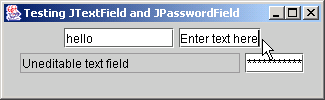 Testing JTextField and JPasswordField
hello Enter text here
Uneditable text field ***********